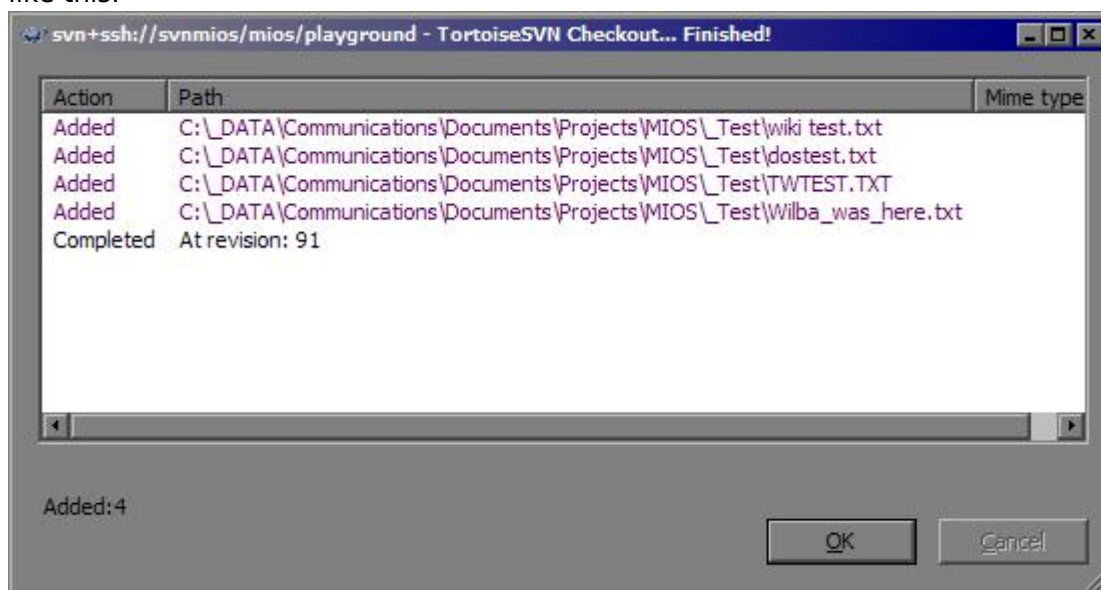 like this:
svn+ssh://svnmios/mios/playground - TortoiseSVN Checkout... Finished!
Action Path Mime type
Added C:\_DATA\Communications\Documents\Projects\MIOS\_Test\wiki test.txt
Added C:\_DATA\Communications\Documents\Projects\MIOS\_Test\dostest.txt
Added C:\_DATA\Communications\Documents\Projects\MIOS\_Test\TWTEST.TXT
Added C:\_DATA\Communications\Documents\Projects\MIOS\_Test\Wilba_was_here.txt
Completed At revision: 91
Added:4
OK Cancel